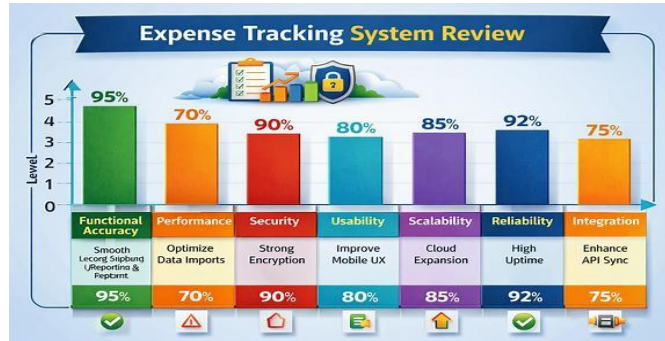 Expense Tracking System Review
95%
70%
90%
80%
85%
92%
75%
5
4
3
2
1
0
Lewel
Functional Accuracy
Performance
Security
Usability
Scalability
Reliability
Integration
Smooth
Optimize Data Imports
Strong Encryption
Improve Mobile UX
Cloud Expansion
High Uptime
Enhance API Sync
95%
70%
90%
80%
85%
92%
75%